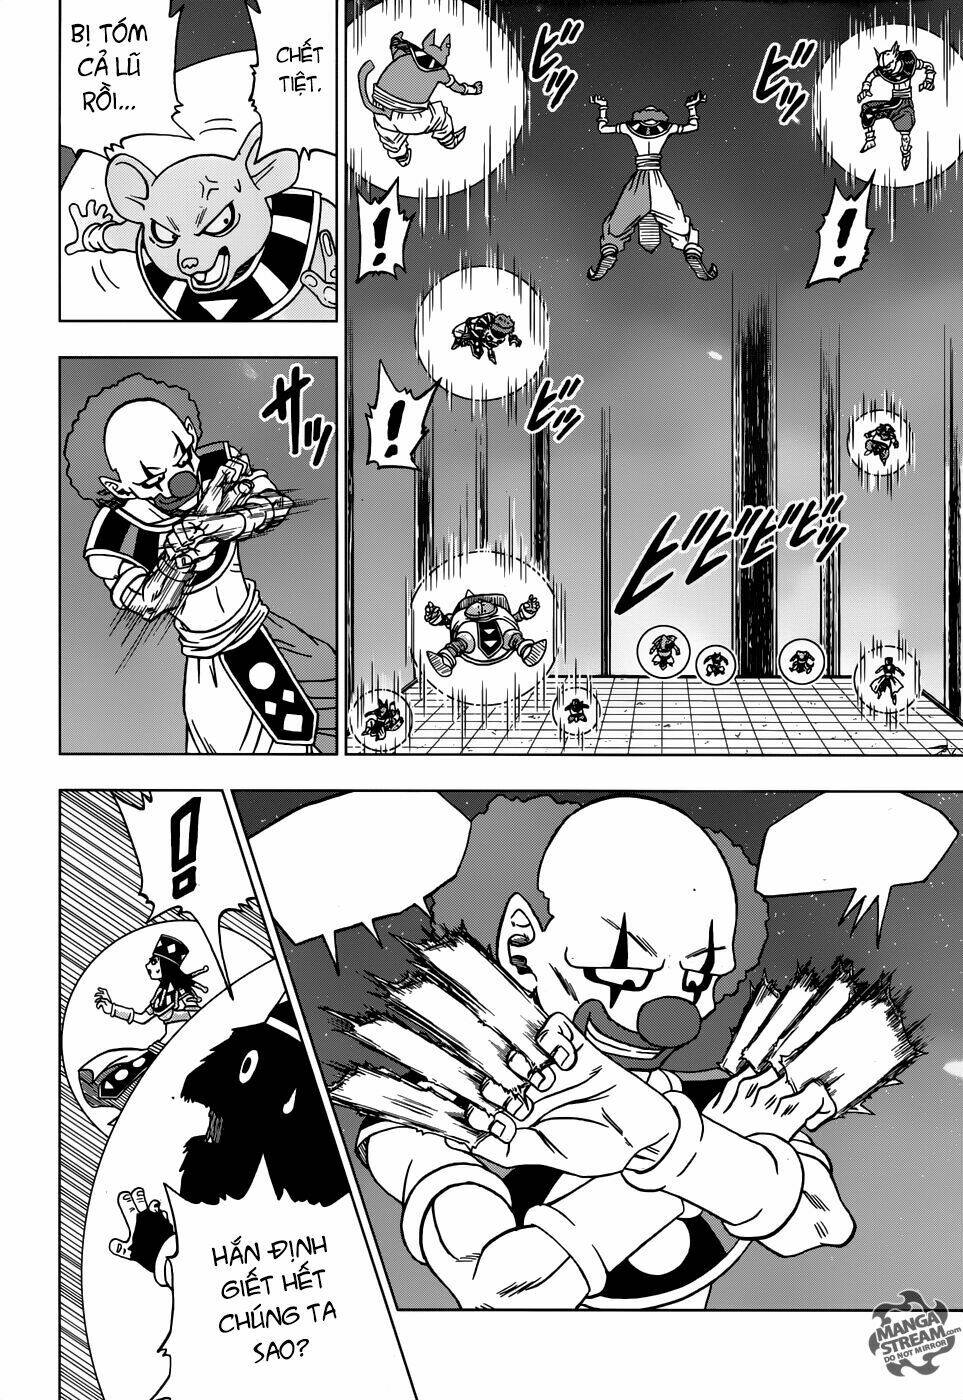 CHẾT
TIỆT.
BỊ TÓM
CẢ LŨ
RỒI...
ビッ
ビッ
!
!
ビッ
!
ビビビビッ
サッ
!
HẮN ĐỊNH
GIẾT HẾT
CHÚNG TA
SAO?
MANGA
STREAM.com
DO NOT MIRROR!